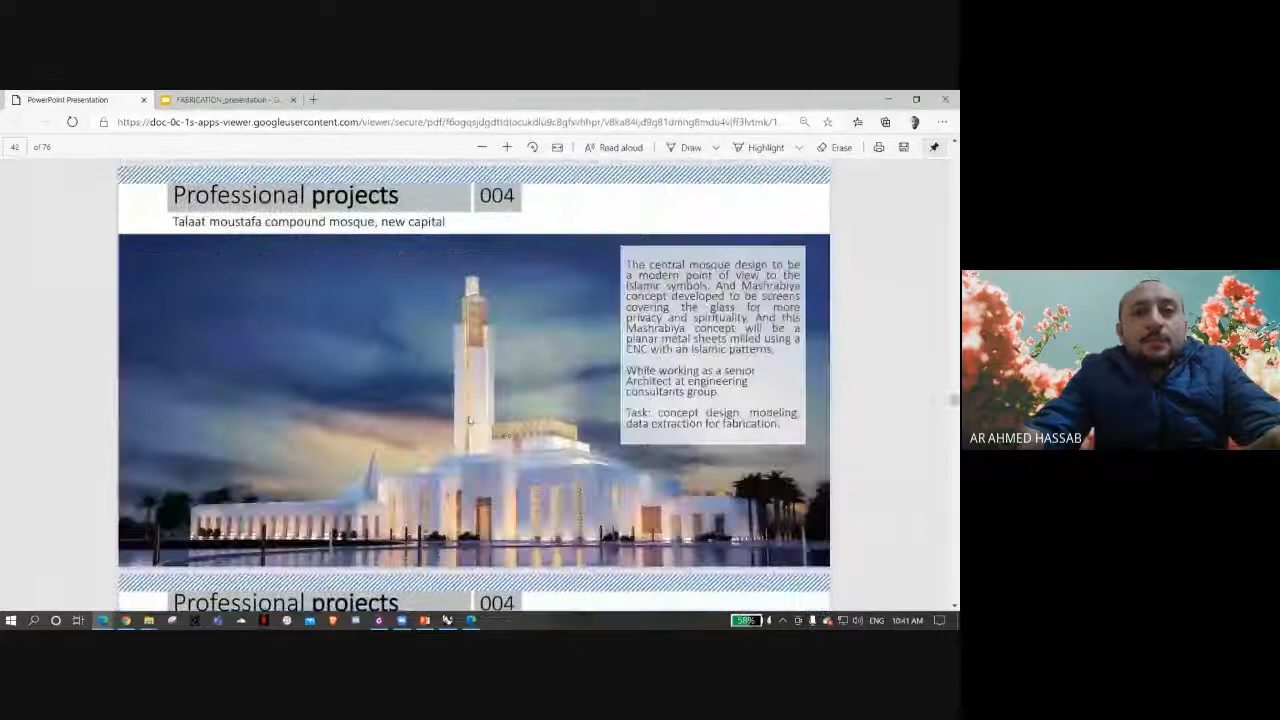 PowerPoint Presentation
FABRICATION_presentation - G
42 of 76
Read aloud
Draw
Highlight
Erase
Professional projects 004
Talaat moustafa compound mosque, new capital
The central mosque design to be
a modern point of view to the
islamic symbols. And Mashrabiya
concept developed to be screens
covering the glass for more
privacy and spirituality. And this
Mashrabiya concept will be a
planar metal sheets milled using a
CNC with an Islamic patterns.
While working as a senior
Architect at engineering
consultants group
Task: concept design, modeling,
data extraction for fabrication.
AR AHMED HASSAB
Professional projects 004
58%
ENG
10:41 AM